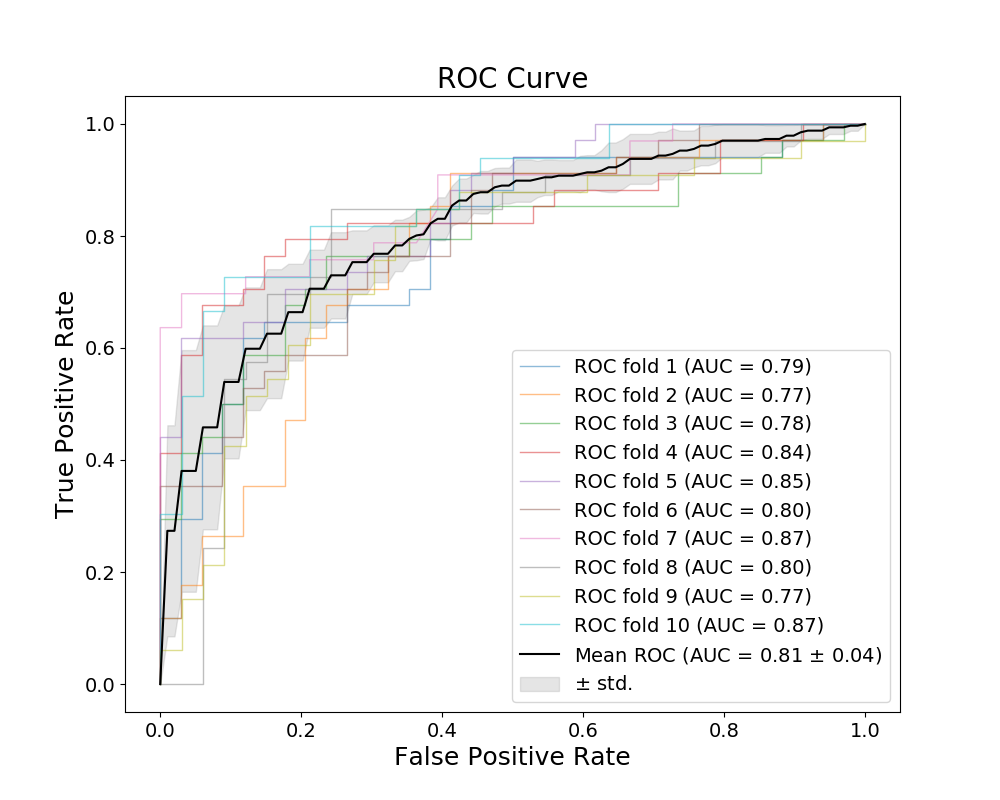 ROC Curve
1.0
0.8
0.6
0.4
0.2
0.0
True Positive Rate
ROC fold 1 (AUC = 0.79)
ROC fold 2 (AUC = 0.77)
ROC fold 3 (AUC = 0.78)
ROC fold 4 (AUC = 0.84)
ROC fold 5 (AUC = 0.85)
ROC fold 6 (AUC = 0.80)
ROC fold 7 (AUC = 0.87)
ROC fold 8 (AUC = 0.80)
ROC fold 9 (AUC = 0.77)
ROC fold 10 (AUC = 0.87)
Mean ROC (AUC = 0.81 ± 0.04)
± std.
0.0 0.2 0.4 0.6 0.8 1.0
False Positive Rate